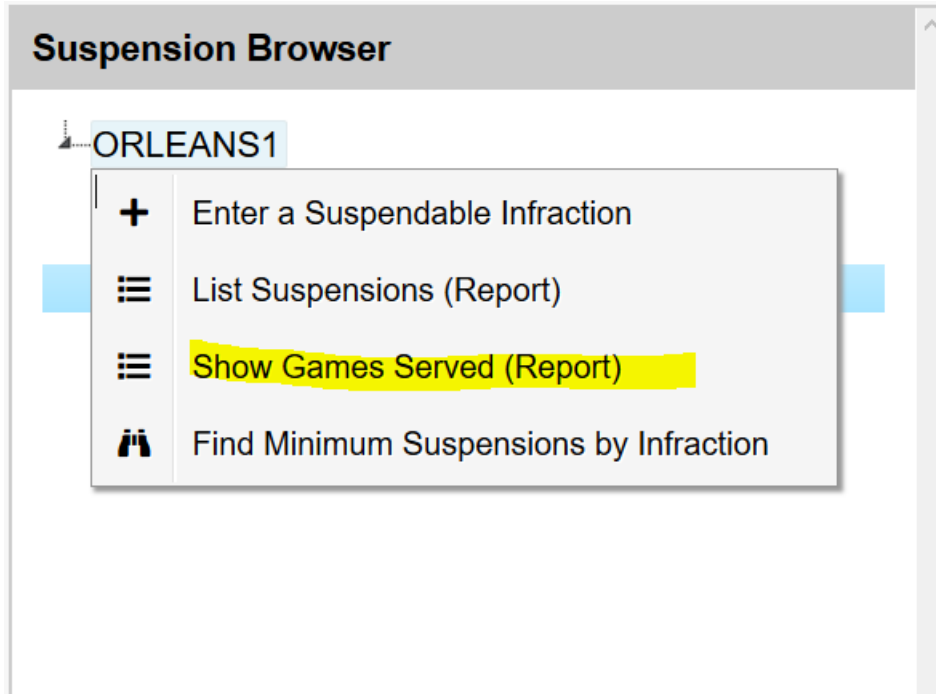 Suspension Browser
ORLEANS1
Enter a Suspendable Infraction
List Suspensions (Report)
Show Games Served (Report)
Find Minimum Suspensions by Infraction